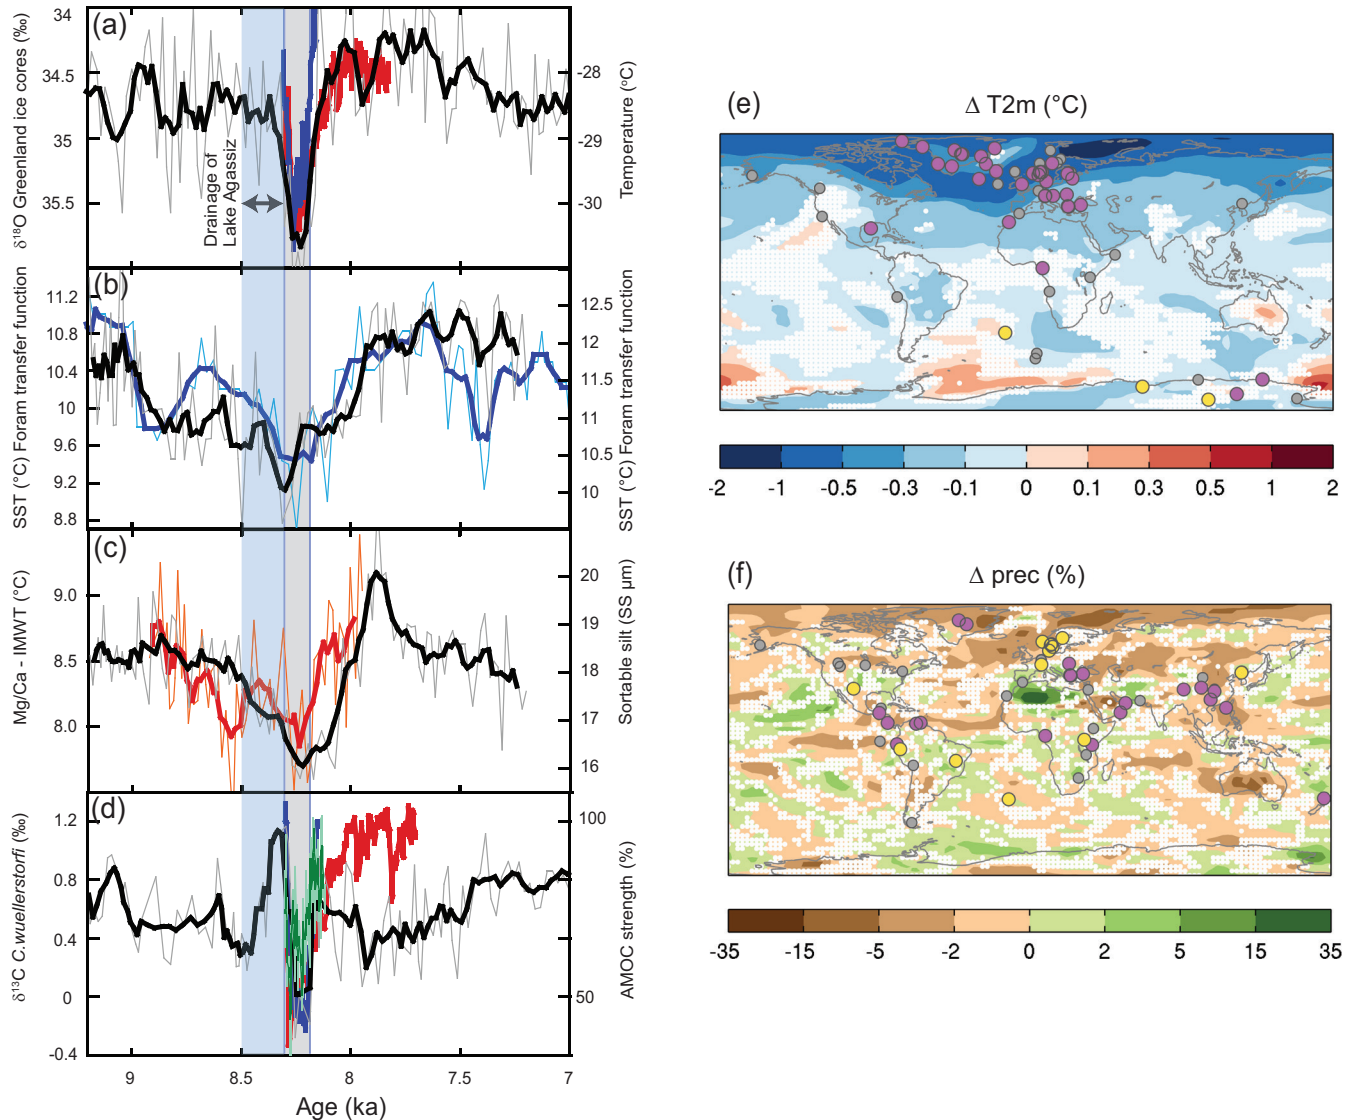 (a)
δ18O Greenland ice cores (‰)
34
34.5
35
35.5
Drainage of
Lake Agassiz
-28
-29
-30
Temperature (°C)
(b)
SST (°C) Foram transfer function
11.2
10.8
10.4
10
9.6
9.2
8.8
12.5
12
11.5
11
10.5
10
SST (°C) Foram transfer function
(c)
Mg/Ca - IMWT (°C)
9.0
8.5
8.0
20
19
18
17
16
Sortable silt (SS μm)
(d)
δ13C C.wuellerstorfi (‰)
1.2
0.8
0.4
0
-0.4
100
50
AMOC strength (%)
9
8.5
8
7.5
7
Age (ka)
(e)
Δ T2m (°C)
-2 -1 -0.5 -0.3 -0.1 0 0.1 0.3 0.5 1 2
(f)
Δ prec (%)
-35 -15 -5 -2 0 2 5 15 35